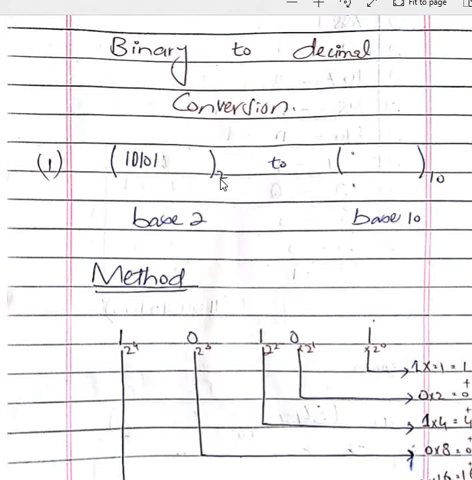 Fit to page
Binary to decimal
Conversion.
(1) (10101 )2 to ( )10
base 2 base 10
Method
1 0 1 0 1
2⁴ 2³ 2² ×2¹ ×2⁰
1×=1 = 1
+
0×2 = 0
+
1×4 = 4
+
0×8 = 0
+
×16 = 16